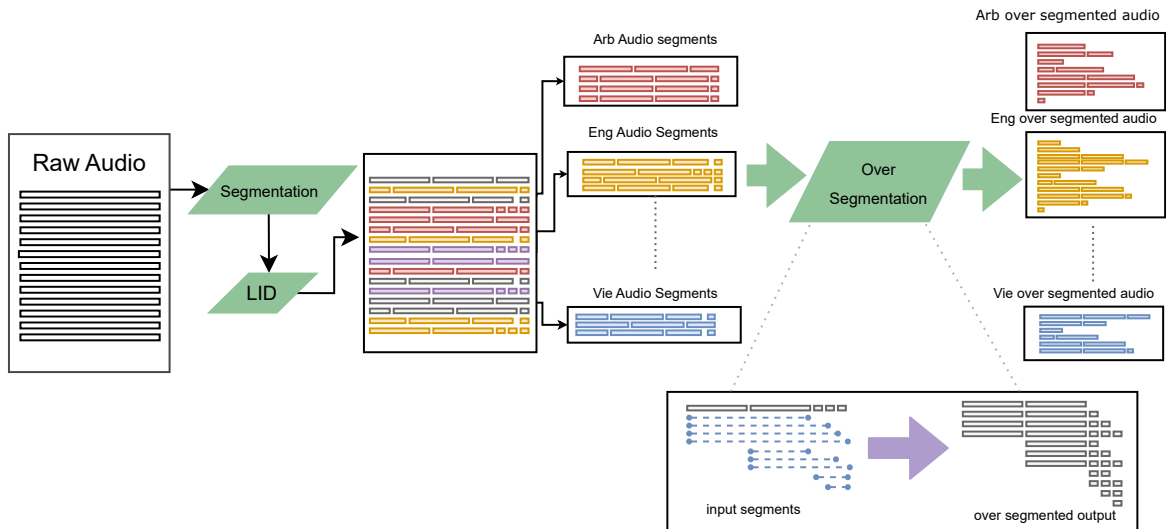 Raw Audio
Segmentation
LID
Arb Audio segments
Eng Audio Segments
Vie Audio Segments
Over
Segmentation
Arb over segmented audio
Eng over segmented audio
Vie over segmented audio
input segments
over segmented output